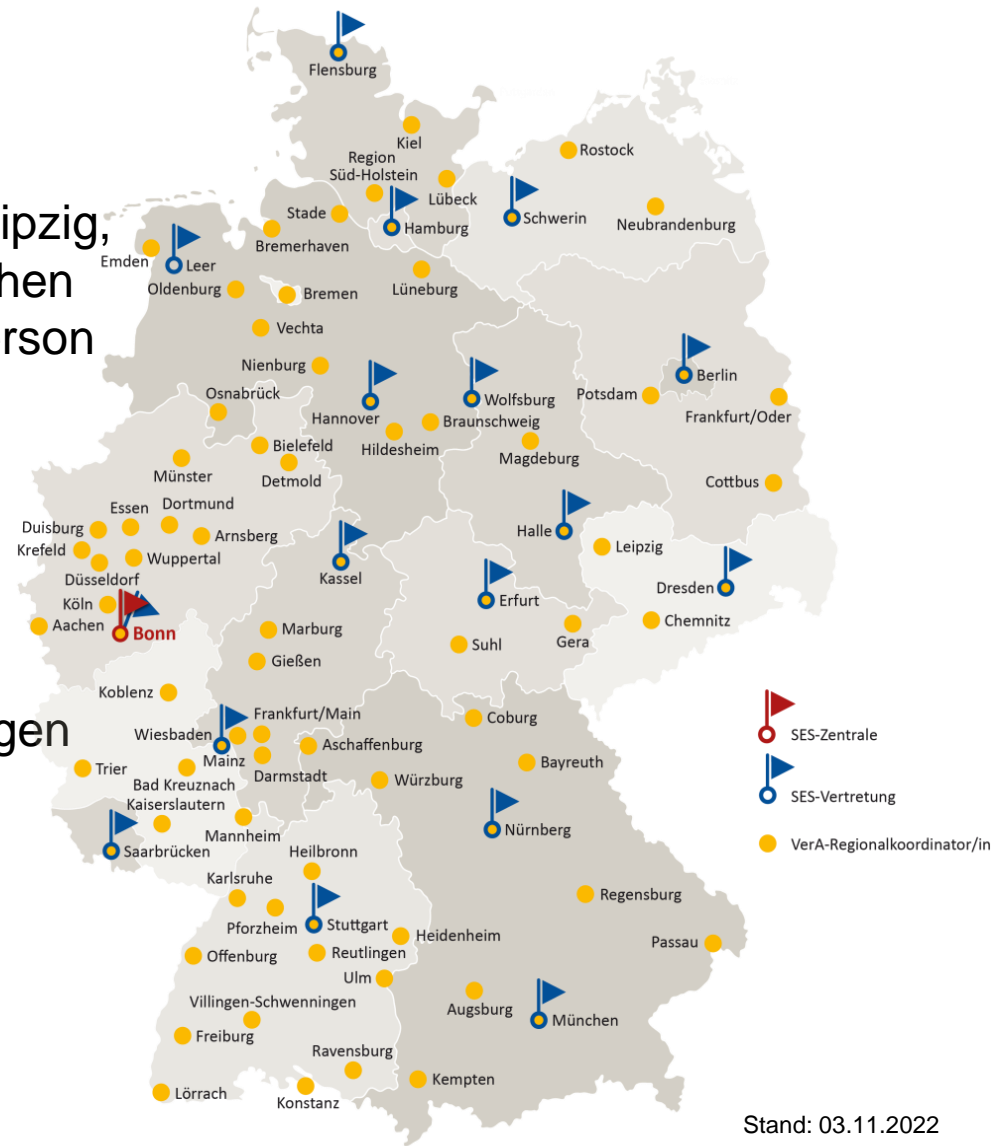 Flensburg
Kiel
Region
Süd-Holstein
Rostock
Lübeck
Stade
Hamburg
Schwerin
Neubrandenburg
ipzig,
Bremerhaven
Emden
Leer
hen
Oldenburg
Bremen
Lüneburg
rson
Vechta
Nienburg
Berlin
Osnabrück
Hannover
Wolfsburg
Potsdam
Frankfurt/Oder
Braunschweig
Hildesheim
Bielefeld
Magdeburg
Münster
Detmold
Cottbus
Essen
Dortmund
Duisburg
Arnsberg
Halle
Krefeld
Wuppertal
Leipzig
Düsseldorf
Kassel
Dresden
Köln
Erfurt
Aachen
Bonn
Marburg
Suhl
Gera
Chemnitz
Gießen
Koblenz
Frankfurt/Main
Coburg
gen
Wiesbaden
Aschaffenburg
SES-Zentrale
Mainz
Trier
Darmstadt
Würzburg
Bayreuth
Bad Kreuznach
SES-Vertretung
Kaiserslautern
Mannheim
Nürnberg
Saarbrücken
Heilbronn
VerA-Regionalkoordinator/in
Karlsruhe
Regensburg
Pforzheim
Stuttgart
Heidenheim
Passau
Offenburg
Reutlingen
Ulm
Villingen-Schwenningen
Augsburg
München
Freiburg
Ravensburg
Kempten
Lörrach
Konstanz
Stand: 03.11.2022